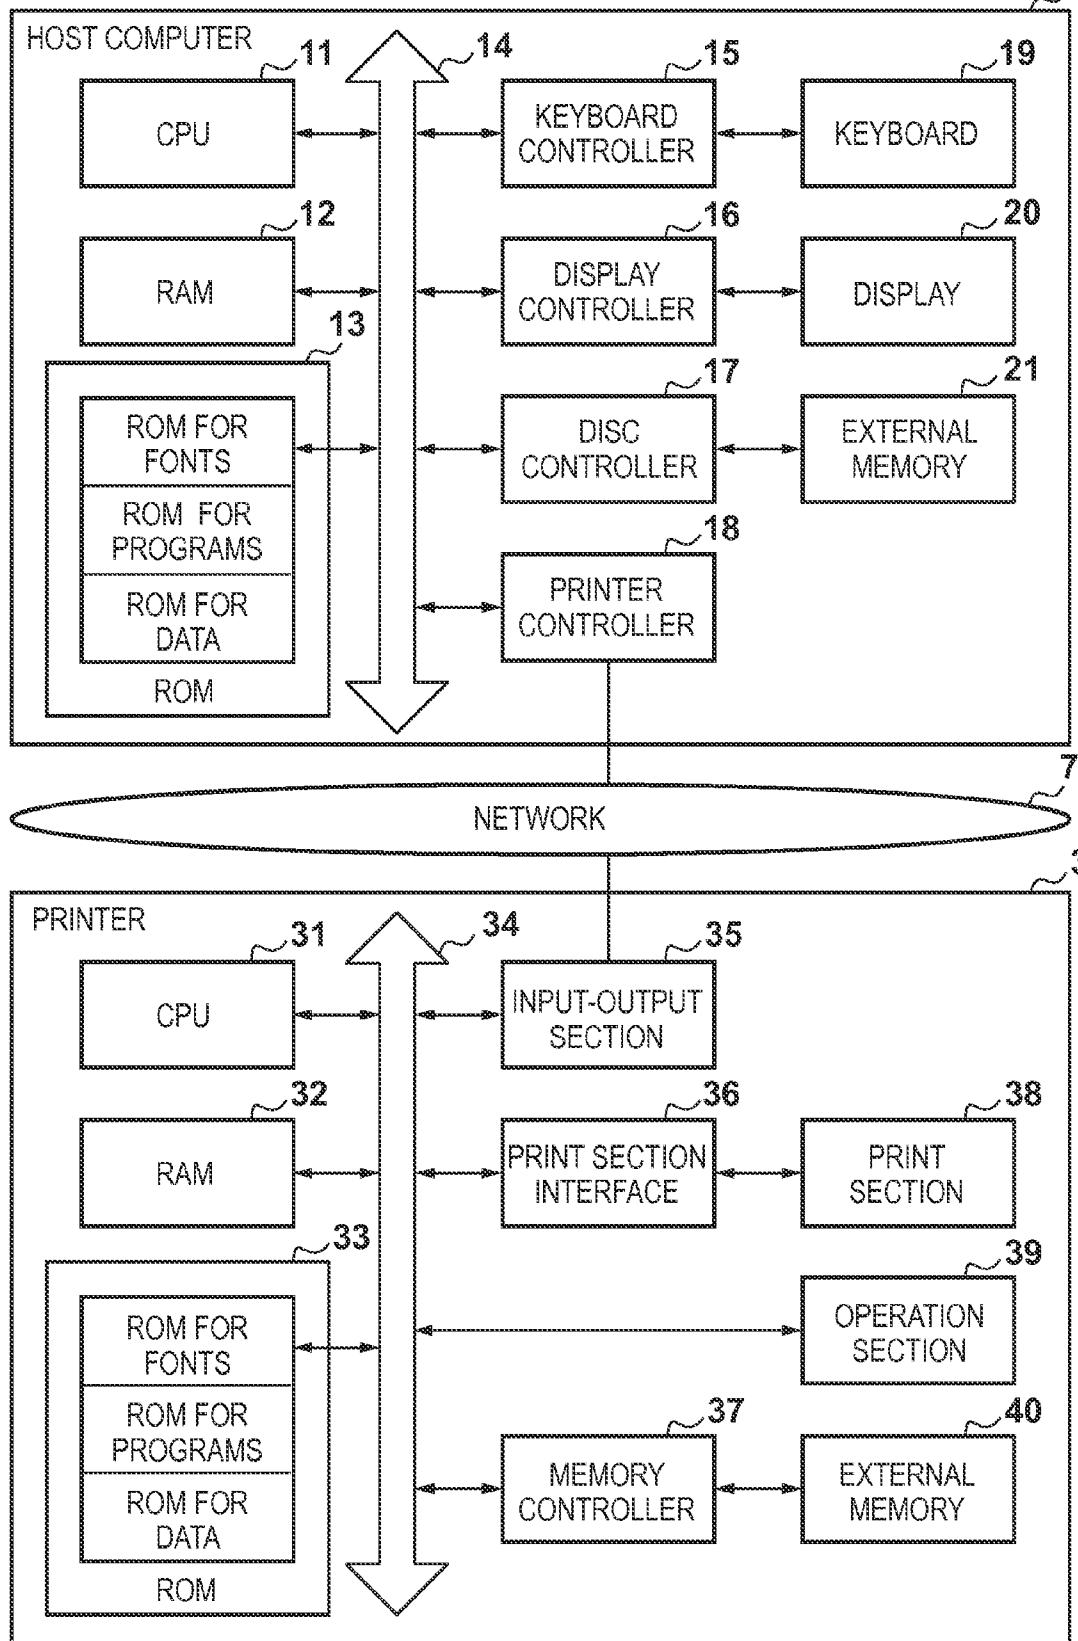 HOST COMPUTER
11
14
15
19
CPU
KEYBOARD
CONTROLLER
KEYBOARD
12
16
20
RAM
DISPLAY
CONTROLLER
DISPLAY
13
17
21
ROM FOR
FONTS
DISC
CONTROLLER
EXTERNAL
MEMORY
ROM FOR
PROGRAMS
18
ROM FOR
DATA
PRINTER
CONTROLLER
ROM
7
NETWORK
PRINTER
31
34
35
CPU
INPUT-OUTPUT
SECTION
32
36
38
RAM
PRINT SECTION
INTERFACE
PRINT
SECTION
33
39
ROM FOR
FONTS
OPERATION
SECTION
ROM FOR
PROGRAMS
37
40
ROM FOR
DATA
MEMORY
CONTROLLER
EXTERNAL
MEMORY
ROM